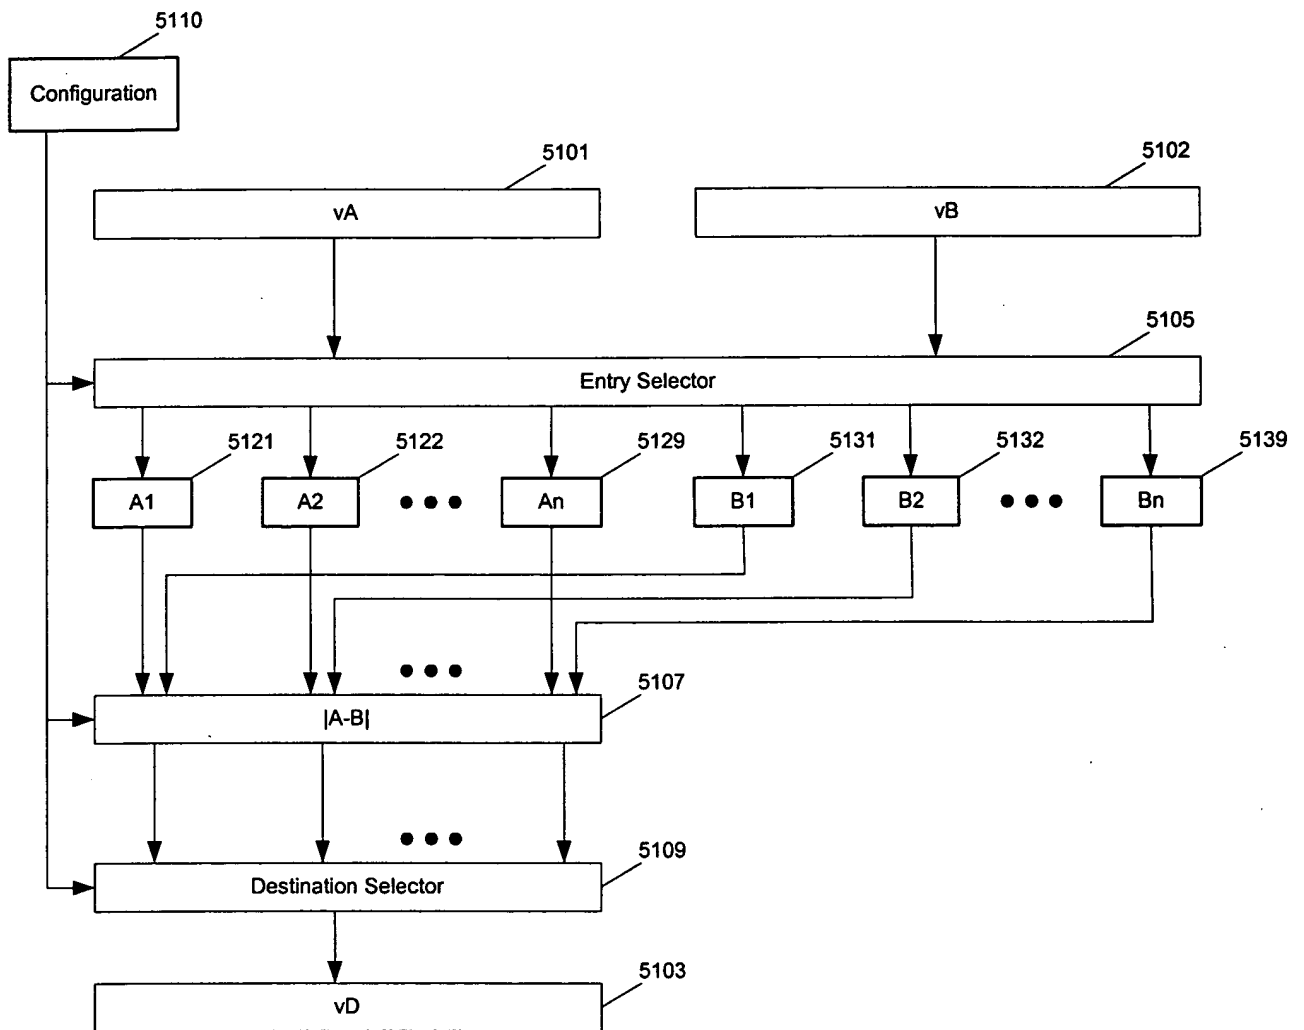 5110
Configuration
5101
5102
vA
vB
5105
Entry Selector
5121
5122
5129
5131
5132
5139
A1
A2
An
B1
B2
Bn
5107
|A-B|
5109
Destination Selector
5103
vD